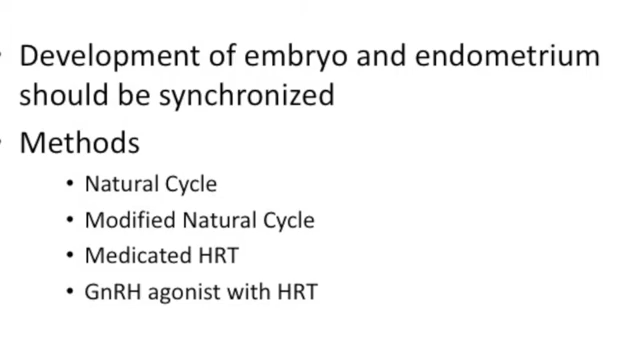 • Development of embryo and endometrium
should be synchronized
• Methods
• Natural Cycle
• Modified Natural Cycle
• Medicated HRT
• GnRH agonist with HRT